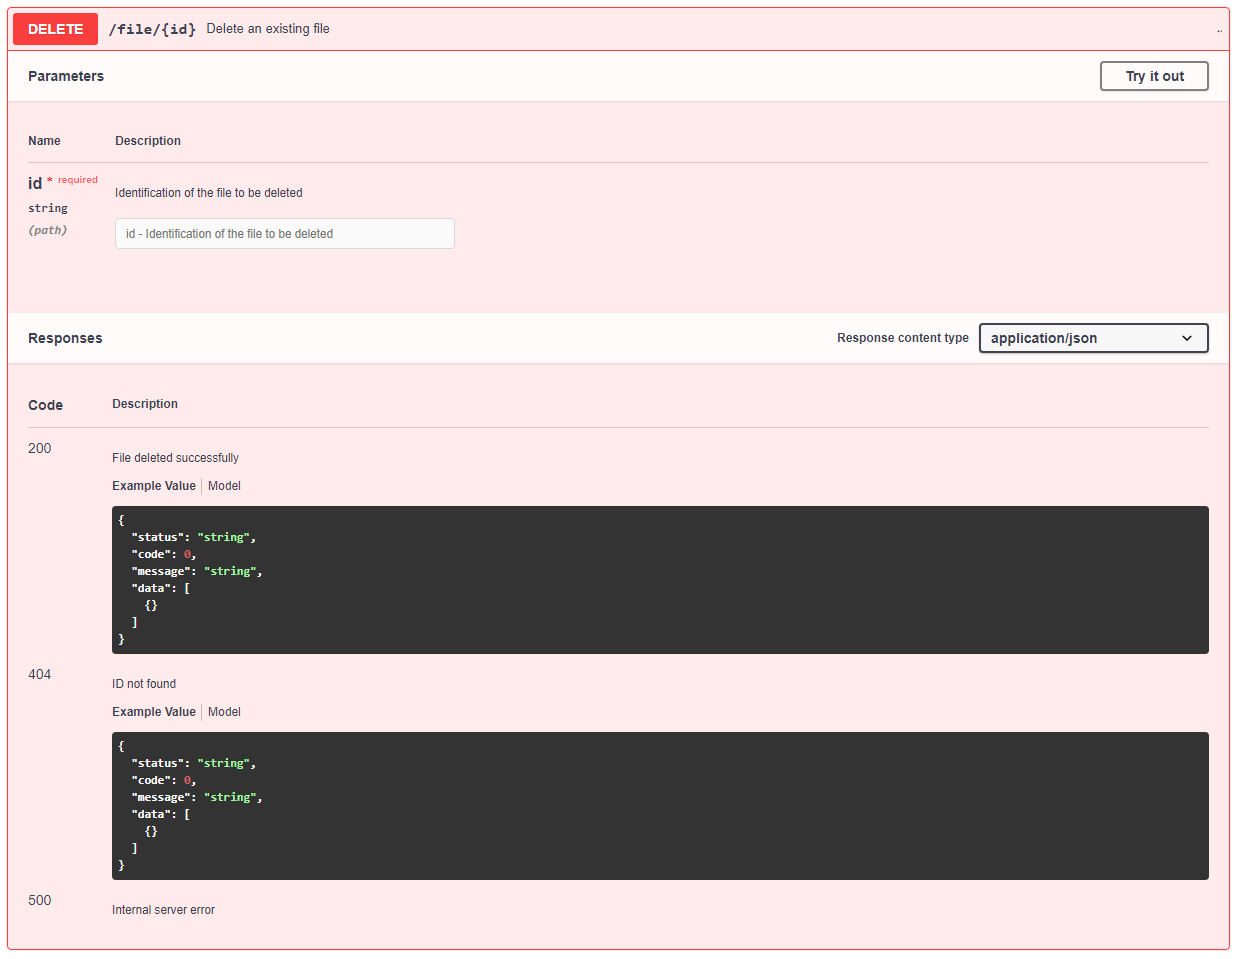 DELETE /file/{id} Delete an existing file
Parameters Try it out
Name Description
id * required
Identification of the file to be deleted
string
(path)
id - Identification of the file to be deleted
Responses Response content type application/json
Code Description
200
File deleted successfully
Example Value Model
{
  "status": "string",
  "code": 0,
  "message": "string",
  "data": [
    {}
  ]
}
404
ID not found
Example Value Model
{
  "status": "string",
  "code": 0,
  "message": "string",
  "data": [
    {}
  ]
}
500
Internal server error